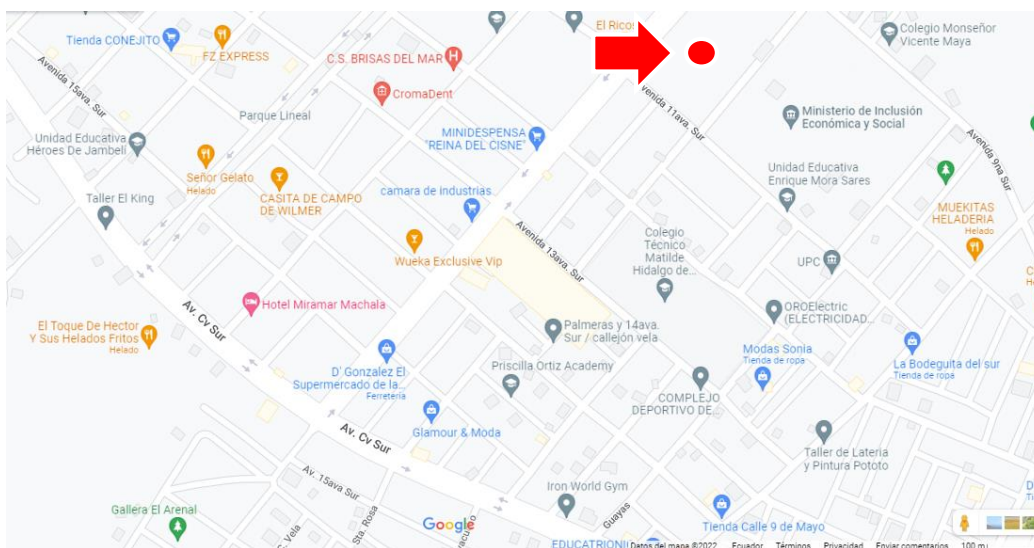 El Ricos
Colegio Monseñor
Vicente Maya
Tienda CONEJITO
FZ EXPRESS
C.S. BRISAS DEL MAR
Avenida 15ava. Sur
CromaDent
Avenida 11ava. Sur
Parque Lineal
Ministerio de Inclusión
Económica y Social
MINIDESPENSA
"REINA DEL CISNE"
Unidad Educativa
Héroes De Jambelí
Avenida 9na Sur
Señor Gelato
Helado
Unidad Educativa
Enrique Mora Sares
Taller El King
CASITA DE CAMPO
DE WILMER
camara de industrias
MUEKITAS
HELADERIA
Helado
Avenida 13ava. Sur
Colegio
Técnico
Matilde
Hidalgo de...
Wueka Exclusive Vip
UPC
Hotel Miramar Machala
Av. Cv Sur
OROElectric
(ELECTRICIDAD...
El Toque De Hector
Y Sus Helados Fritos
Helado
Palmeras y 14ava.
Sur / callejón vela
Modas Sonia
Tienda de ropa
La Bodeguita del sur
Tienda de ropa
D' Gonzalez El
Supermercado de la...
Ferretería
Priscilla Ortiz Academy
COMPLEJO
DEPORTIVO DE...
Glamour & Moda
Av. Cv Sur
Taller de Lateria
y Pintura Pototo
Av. 15ava Sur
Iron World Gym
Gallera El Arenal
C. Vela
Sta. Rosa
Google
Guayas
Tienda Calle 9 de Mayo
EDUCATRIONI
Datos del mapa ©2022 Ecuador Términos Privacidad Enviar comentarios 100 m